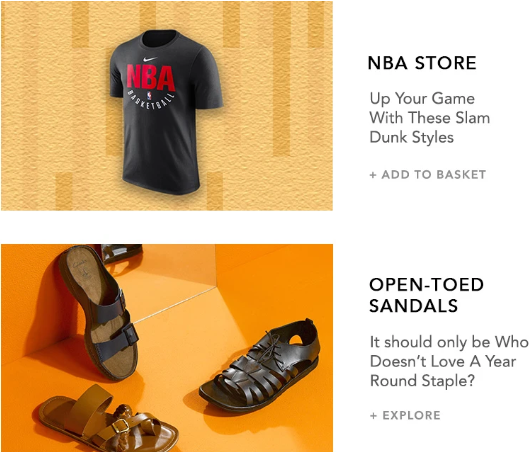 NBA
BASKETBALL
NBA STORE
Up Your Game
With These Slam
Dunk Styles
+ ADD TO BASKET
OPEN-TOED
SANDALS
It should only be Who
Doesn’t Love A Year
Round Staple?
+ EXPLORE